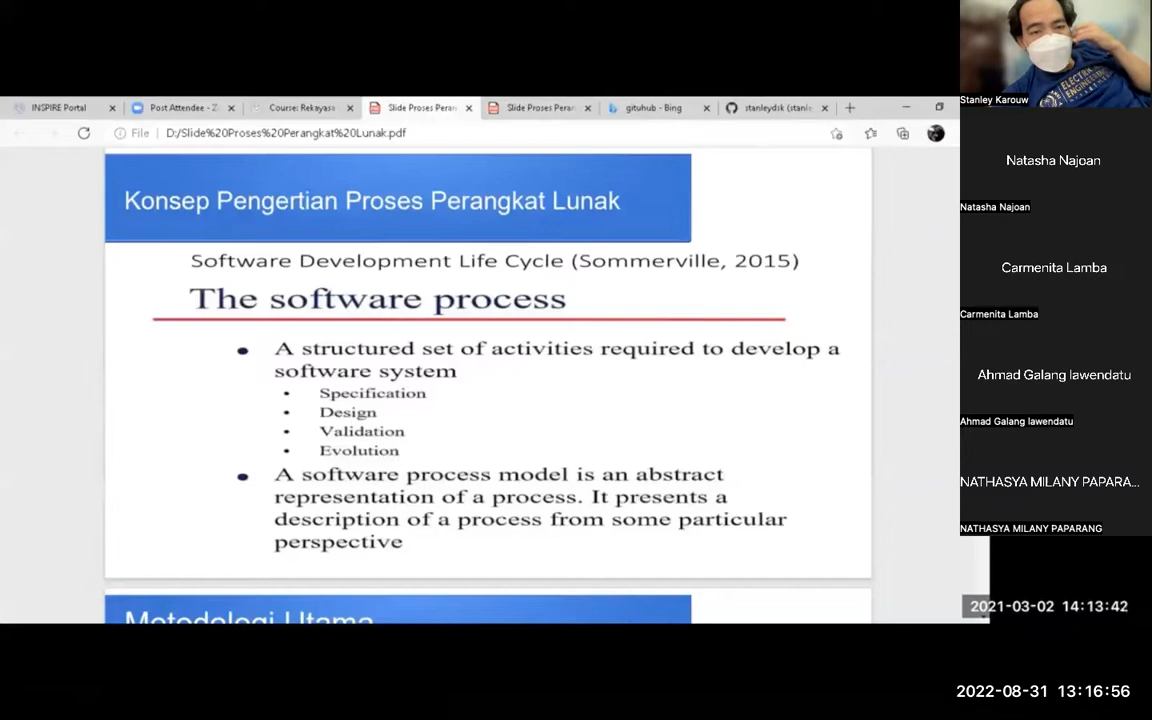 Stanley Karouw
INSPIRE Portal
Post Attendee - Z
Course: Rekayasa
Slide Proses Peran
Slide Proses Peran
gituhub - Bing
stanleydsk (stanle
File
D:/Slide%20Proses%20Perangkat%20Lunak.pdf
Konsep Pengertian Proses Perangkat Lunak
Software Development Life Cycle (Sommerville, 2015)
The software process
• A structured set of activities required to develop a
software system
• Specification
• Design
• Validation
• Evolution
• A software process model is an abstract
representation of a process. It presents a
description of a process from some particular
perspective
Metodologi Utama
Natasha Najoan
Natasha Najoan
Carmenita Lamba
Carmenita Lamba
Ahmad Galang lawendatu
Ahmad Galang lawendatu
NATHASYA MILANY PAPARA...
NATHASYA MILANY PAPARANG
2021-03-02 14:13:42
2022-08-31 13:16:56